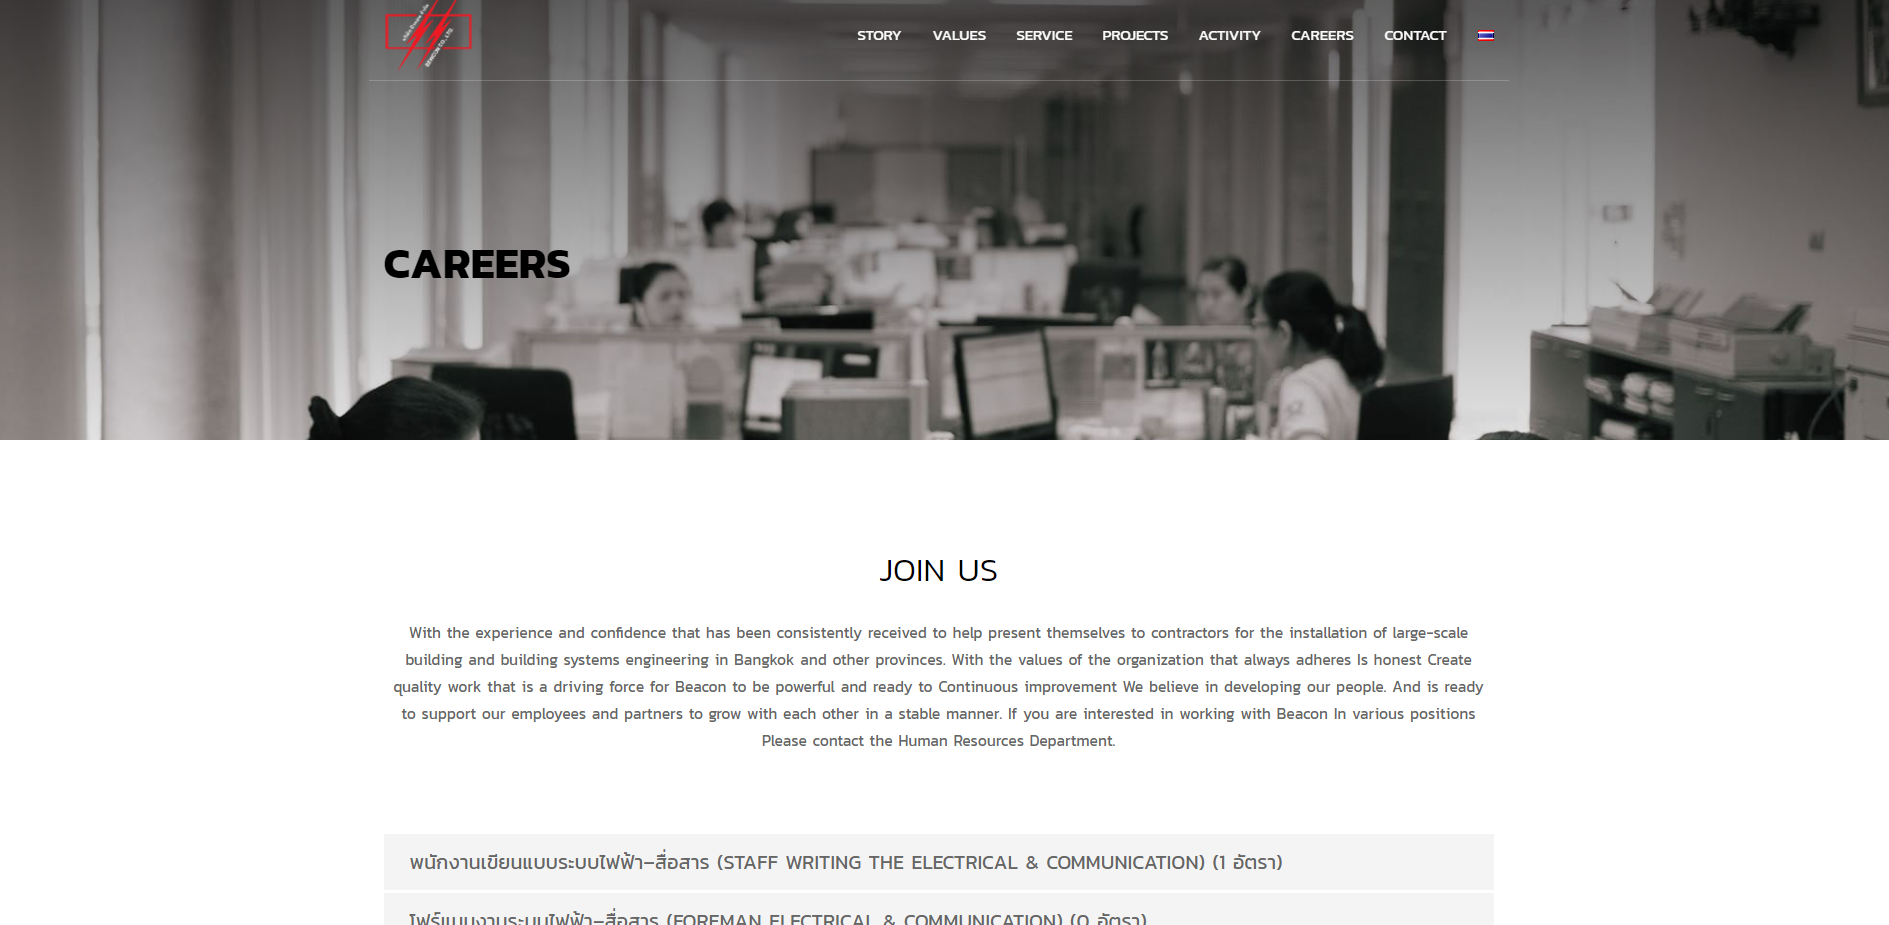 STORY VALUES SERVICE PROJECTS ACTIVITY CAREERS CONTACT
CAREERS
JOIN US
With the experience and confidence that has been consistently received to help present themselves to contractors for the installation of large-scale
building and building systems engineering in Bangkok and other provinces. With the values of the organization that always adheres Is honest Create
quality work that is a driving force for Beacon to be powerful and ready to Continuous improvement We believe in developing our people. And is ready
to support our employees and partners to grow with each other in a stable manner. If you are interested in working with Beacon In various positions
Please contact the Human Resources Department.
พนักงานเขียนแบบระบบไฟฟ้า–สื่อสาร (STAFF WRITING THE ELECTRICAL & COMMUNICATION) (1 อัตรา)
โฟร์แมนงานระบบไฟฟ้า–สื่อสาร (FOREMAN ELECTRICAL & COMMUNICATION) (0 อัตรา)